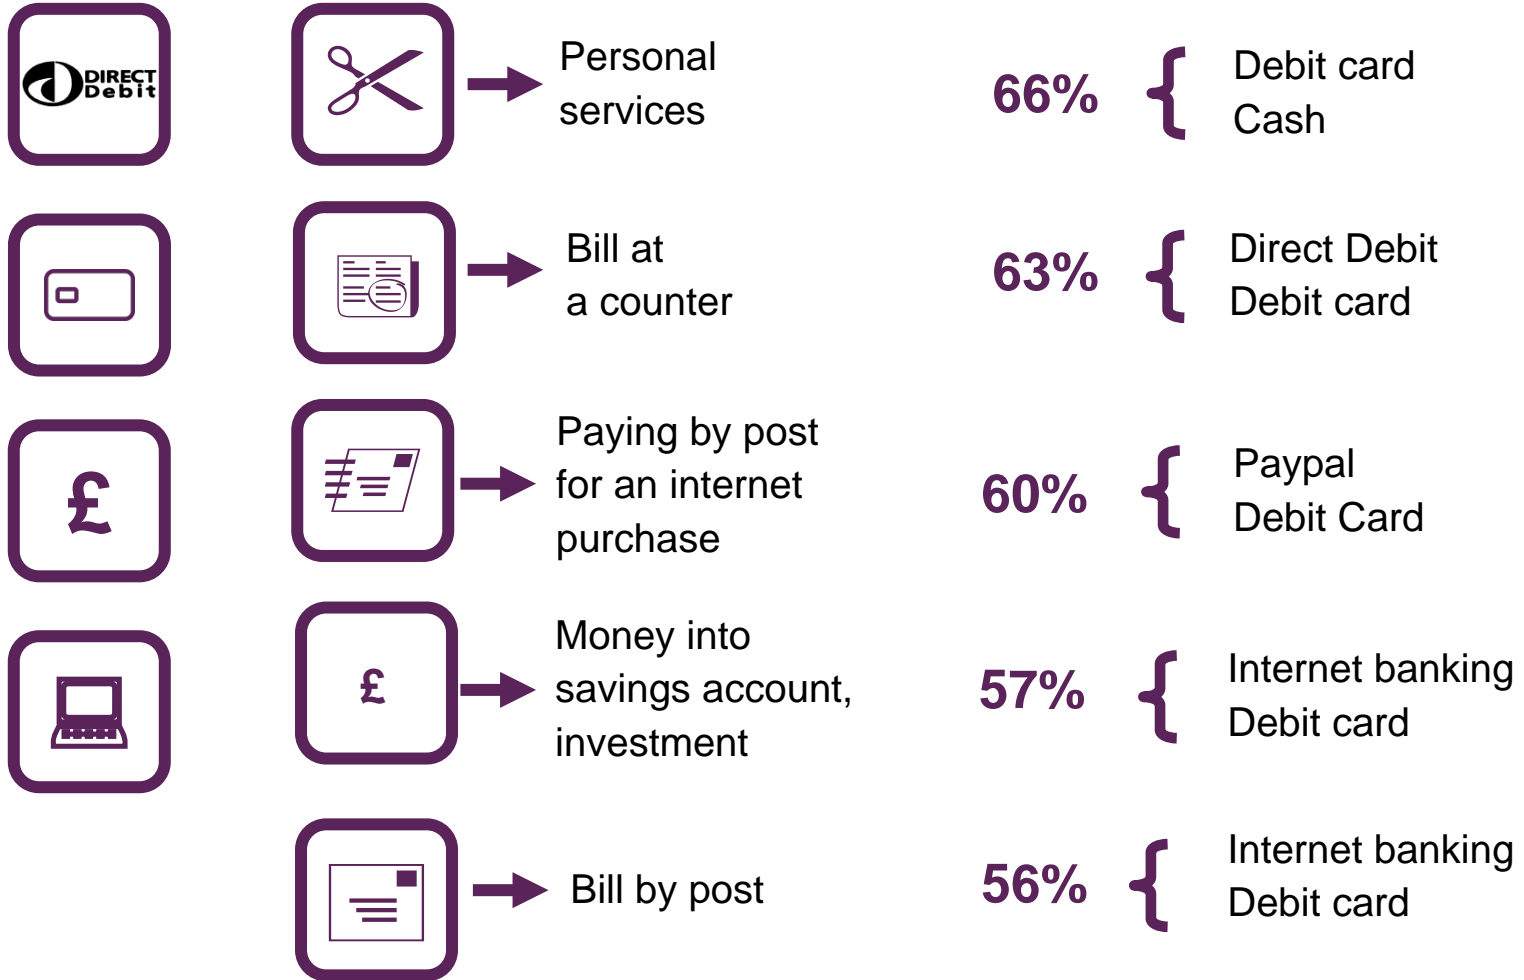 DIRECT
Debit
Personal
services
66%
Debit card
Cash
Bill at
a counter
63%
Direct Debit
Debit card
£
Paying by post
for an internet
purchase
60%
Paypal
Debit Card
£
Money into
savings account,
investment
57%
Internet banking
Debit card
Bill by post
56%
Internet banking
Debit card